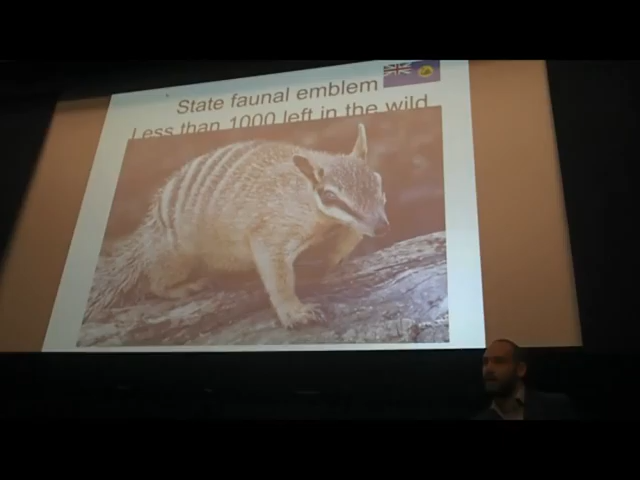 State faunal emblem
Less than 1000 left in the wild